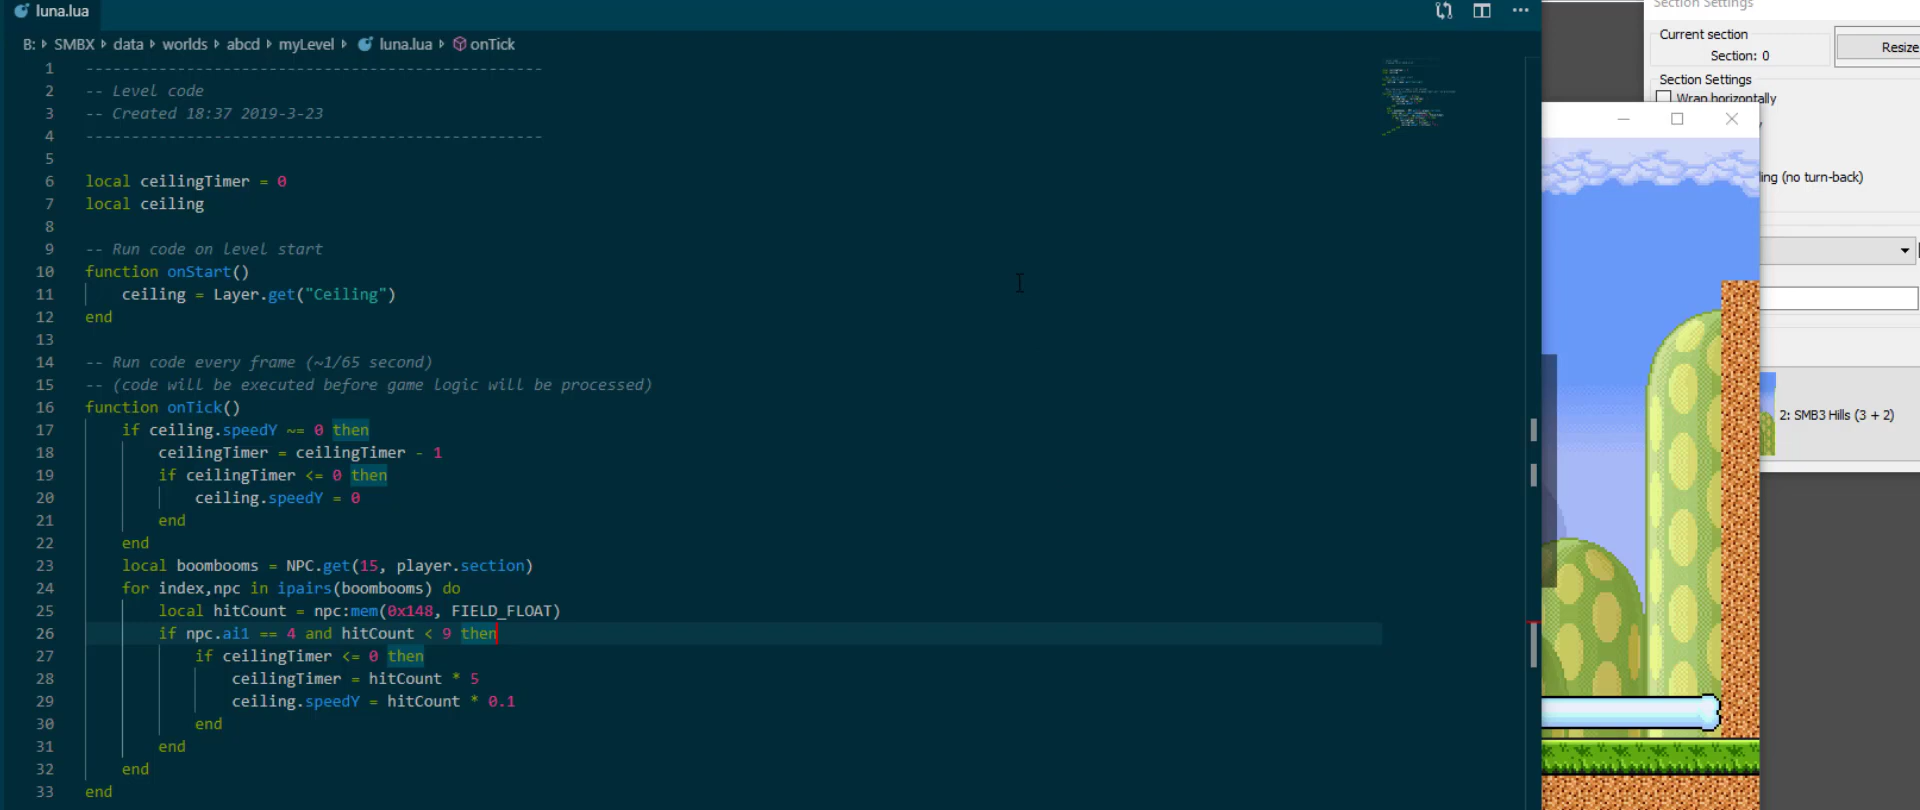 luna.lua
B: SMBX data worlds abcd myLevel luna.lua onTick
1 --------------------------------------------------
2 -- Level code
3 -- Created 18:37 2019-3-23
4 --------------------------------------------------
5
6 local ceilingTimer = 0
7 local ceiling
8
9 -- Run code on level start
10 function onStart()
11 ceiling = Layer.get("Ceiling")
12 end
13
14 -- Run code every frame (~1/65 second)
15 -- (code will be executed before game logic will be processed)
16 function onTick()
17 if ceiling.speedY ~= 0 then
18 ceilingTimer = ceilingTimer - 1
19 if ceilingTimer <= 0 then
20 ceiling.speedY = 0
21 end
22 end
23 local boombooms = NPC.get(15, player.section)
24 for index,npc in ipairs(boombooms) do
25 local hitCount = npc:mem(0x148, FIELD_FLOAT)
26 if npc.ai1 == 4 and hitCount < 9 then
27 if ceilingTimer <= 0 then
28 ceilingTimer = hitCount * 5
29 ceiling.speedY = hitCount * 0.1
30 end
31 end
32 end
33 end
Section Settings
Current section
Section: 0
Resize
Section Settings
Wrap horizontally
(no turn-back)
2: SMB3 Hills (3 + 2)